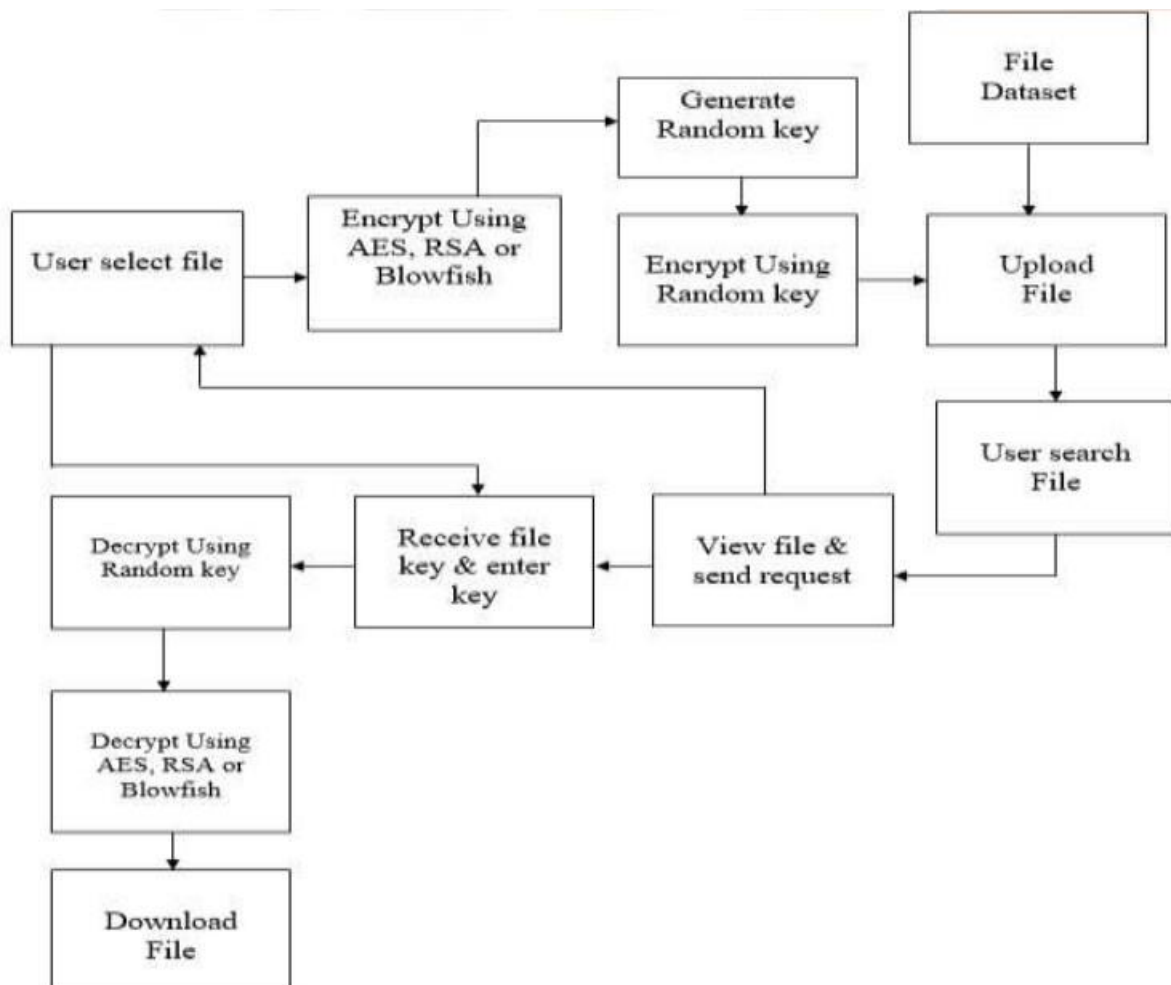 File
Dataset
Generate
Random key
User select file
Encrypt Using
AES, RSA or
Blowfish
Encrypt Using
Random key
Upload
File
User search
File
View file &
send request
Receive file
key & enter
key
Decrypt Using
Random key
Decrypt Using
AES, RSA or
Blowfish
Download
File